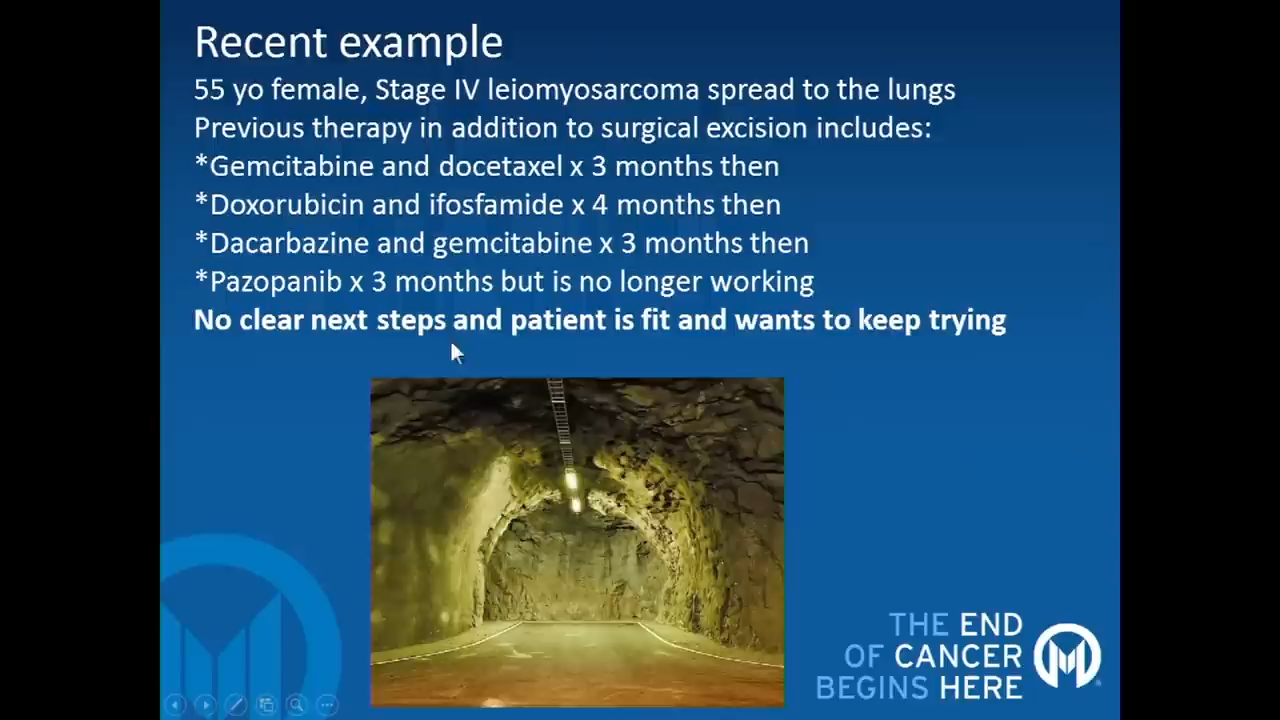 Recent example
55 yo female, Stage IV leiomyosarcoma spread to the lungs
Previous therapy in addition to surgical excision includes:
*Gemcitabine and docetaxel x 3 months then
*Doxorubicin and ifosfamide x 4 months then
*Dacarbazine and gemcitabine x 3 months then
*Pazopanib x 3 months but is no longer working
No clear next steps and patient is fit and wants to keep trying
THE END
OF CANCER
BEGINS HERE